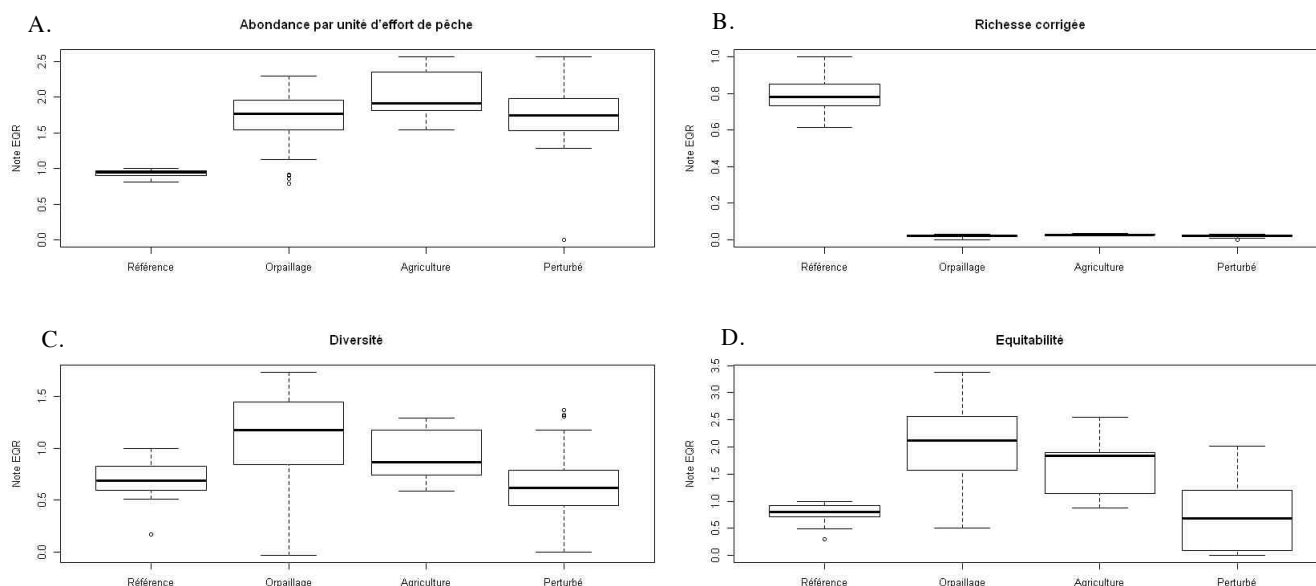 A.
Abondance par unité d'effort de pêche
Note EQR
2.5
2.0
1.5
1.0
0.5
0.0
Référence
Orpaillage
Agriculture
Perturbé
B.
Richesse corrigée
Note EQR
1.0
0.8
0.6
0.4
0.2
0.0
Référence
Orpaillage
Agriculture
Perturbé
C.
Diversité
Note EQR
1.5
1.0
0.5
0.0
Référence
Orpaillage
Agriculture
Perturbé
D.
Equitabilité
Note EQR
3.5
3.0
2.5
2.0
1.5
1.0
0.5
0.0
Référence
Orpaillage
Agriculture
Perturbé